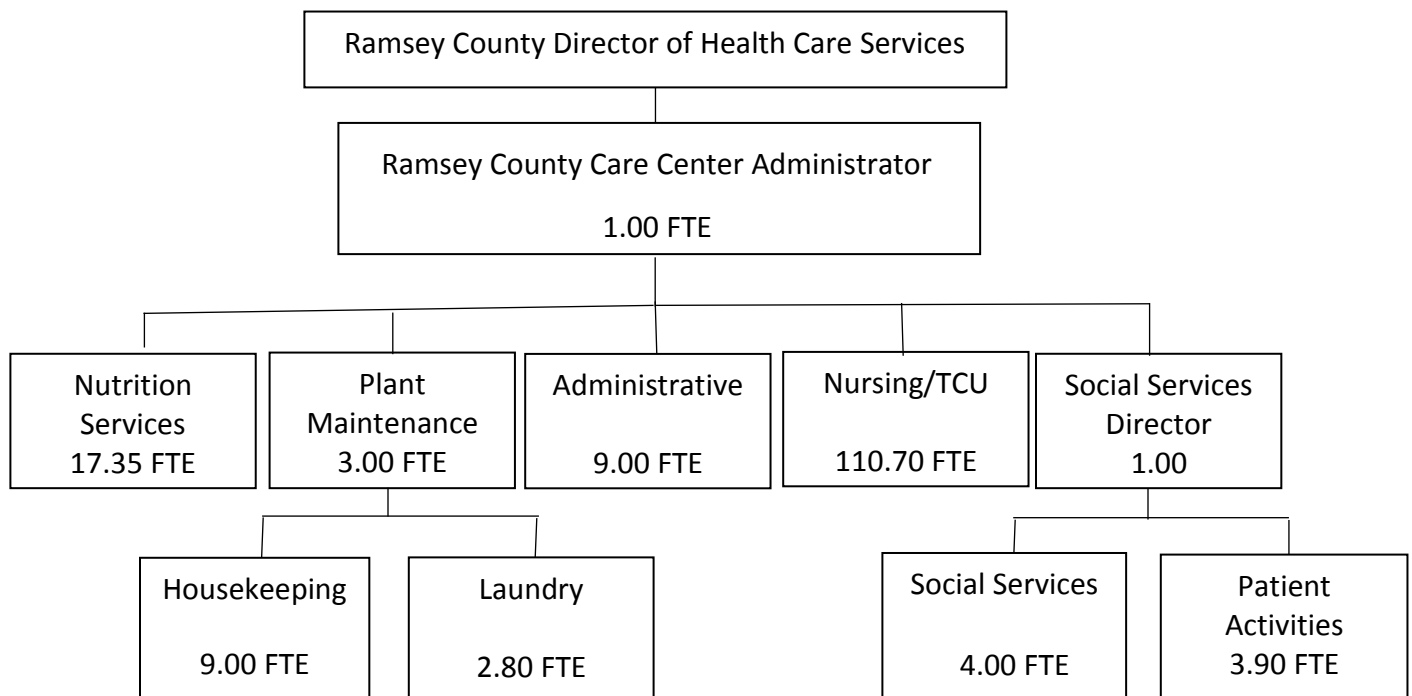 Ramsey County Director of Health Care Services
Ramsey County Care Center Administrator
1.00 FTE
Nutrition
Services
17.35 FTE
Plant
Maintenance
3.00 FTE
Administrative
9.00 FTE
Nursing/TCU
110.70 FTE
Social Services
Director
1.00
Housekeeping
9.00 FTE
Laundry
2.80 FTE
Social Services
4.00 FTE
Patient
Activities
3.90 FTE